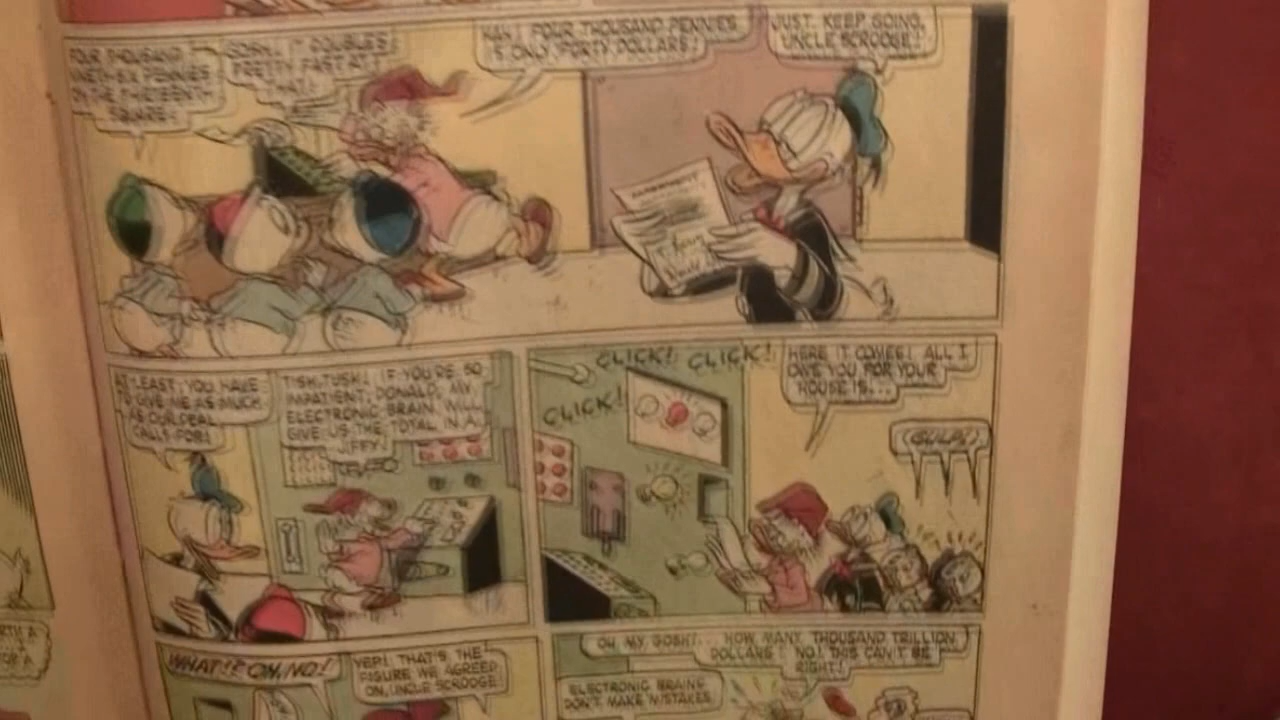 FOUR THOUSAND
PENNIES
ON THE
SQUARE!
GOSH! IT DOUBLES
PRETTY FAST AT
HAH! FOUR THOUSAND PENNIES
IS ONLY FORTY DOLLARS!
JUST KEEP GOING,
UNCLE SCROOGE!
AGREEMENT
AT LEAST, YOU HAVE
TO GIVE ME AS MUCH
AS OUR DEAL
CALLS FOR!
TISH, TUSH! IF YOU'RE SO
IMPATIENT, DONALD, MY
ELECTRONIC BRAIN WILL
GIVE US THE TOTAL IN A
JIFFY!
CLICK! CLICK!
CLICK!
HERE IT COMES! ALL I
OWE YOU FOR YOUR
HOUSE IS...
GULP!
WHAT? OH, NO!
YEP! THAT'S THE
FIGURE WE AGREED
ON, UNCLE SCROOGE!
OH, MY GOSH!... HOW MANY THOUSAND TRILLION
DOLLARS? NO! THIS CAN'T BE
RIGHT!
ELECTRONIC BRAINS
DON'T MAKE MISTAKES